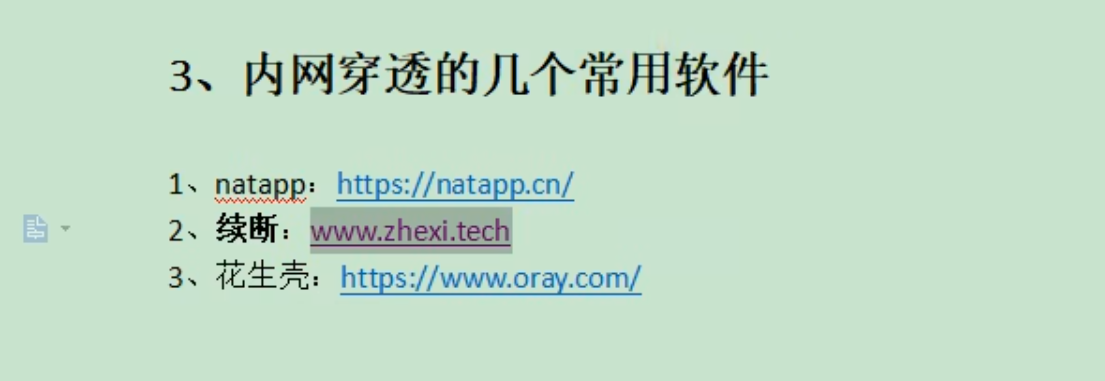 3、内网穿透的几个常用软件
1、natapp：https://natapp.cn/
2、续断：www.zhexi.tech
3、花生壳：https://www.oray.com/